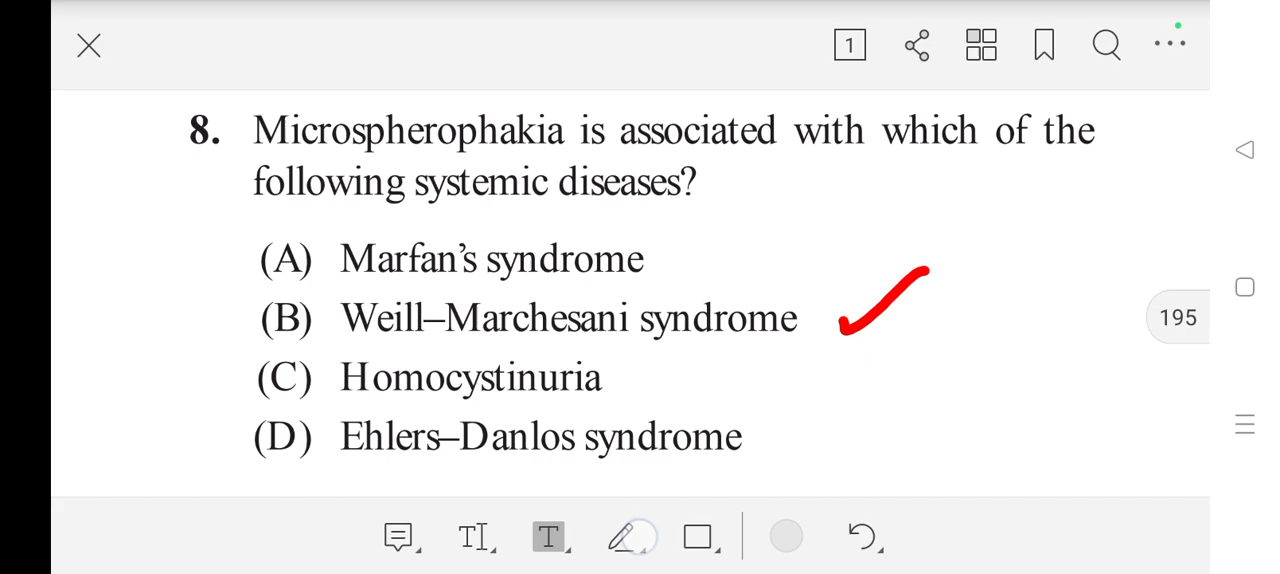 1
8. Microspherophakia is associated with which of the
following systemic diseases?
(A) Marfan's syndrome
(B) Weill–Marchesani syndrome
195
(C) Homocystinuria
(D) Ehlers–Danlos syndrome
T T